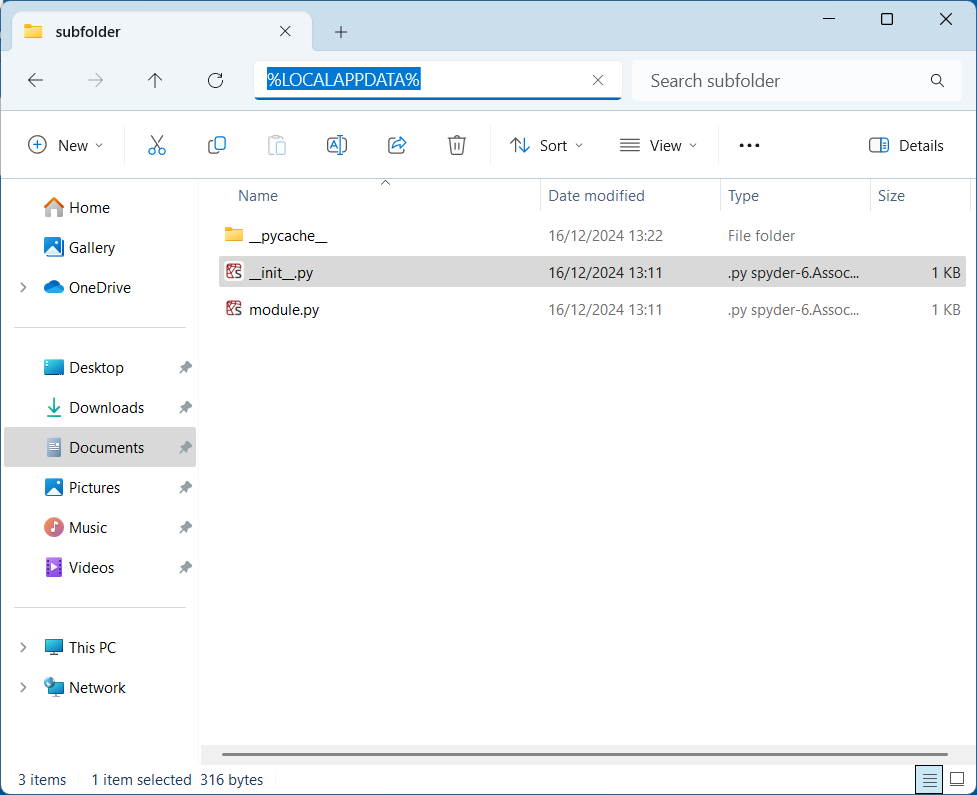 subfolder
%LOCALAPPDATA%
Search subfolder
New
Sort
View
Details
Name Date modified Type Size
Home
Gallery
OneDrive
Desktop
Downloads
Documents
Pictures
Music
Videos
This PC
Network
__pycache__ 16/12/2024 13:22 File folder
__init__.py 16/12/2024 13:11 .py spyder-6.Assoc... 1 KB
module.py 16/12/2024 13:11 .py spyder-6.Assoc... 1 KB
3 items 1 item selected 316 bytes